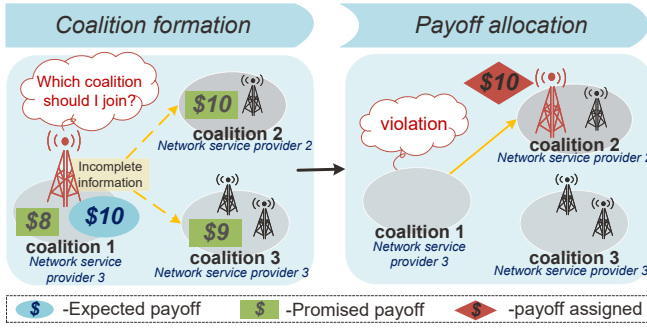 Coalition formation
Payoff allocation
Which coalition
should I join?
$10
coalition 2
Network service provider 2
Incomplete
information
$8
$10
coalition 1
Network service
provider 3
$9
coalition 3
Network service provider 3
$10
violation
coalition 2
Network service provider 2
coalition 1
Network service
provider 3
coalition 3
Network service
provider 3
$ -Expected payoff
$ -Promised payoff
$ -payoff assigned